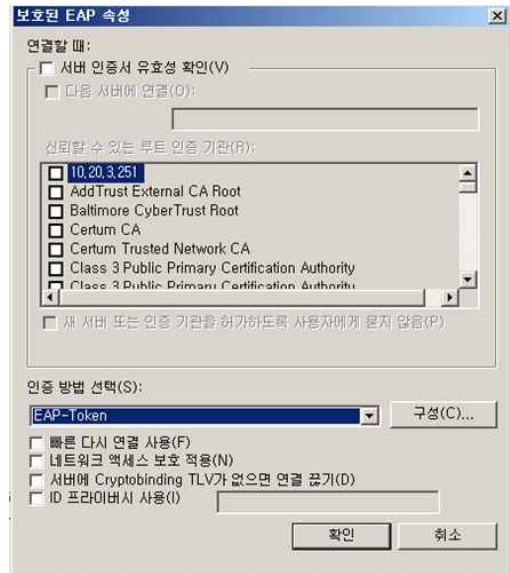 보호된 EAP 속성
연결할 때:
서버 인증서 유효성 확인(V)
다음 서버에 연결(O):
신뢰할 수 있는 루트 인증 기관(R):
10,20,3,251
AddTrust External CA Root
Baltimore CyberTrust Root
Certum CA
Certum Trusted Network CA
Class 3 Public Primary Certification Authority
Class 3 Public Primary Certification Authority
새 서버 또는 인증 기관을 허가하도록 사용자에게 묻지 않음(P)
인증 방법 선택(S):
EAP-Token
구성(C)...
빠른 다시 연결 사용(F)
네트워크 액세스 보호 적용(N)
서버에 Cryptobinding TLV가 없으면 연결 끊기(D)
ID 프라이버시 사용(I)
확인
취소